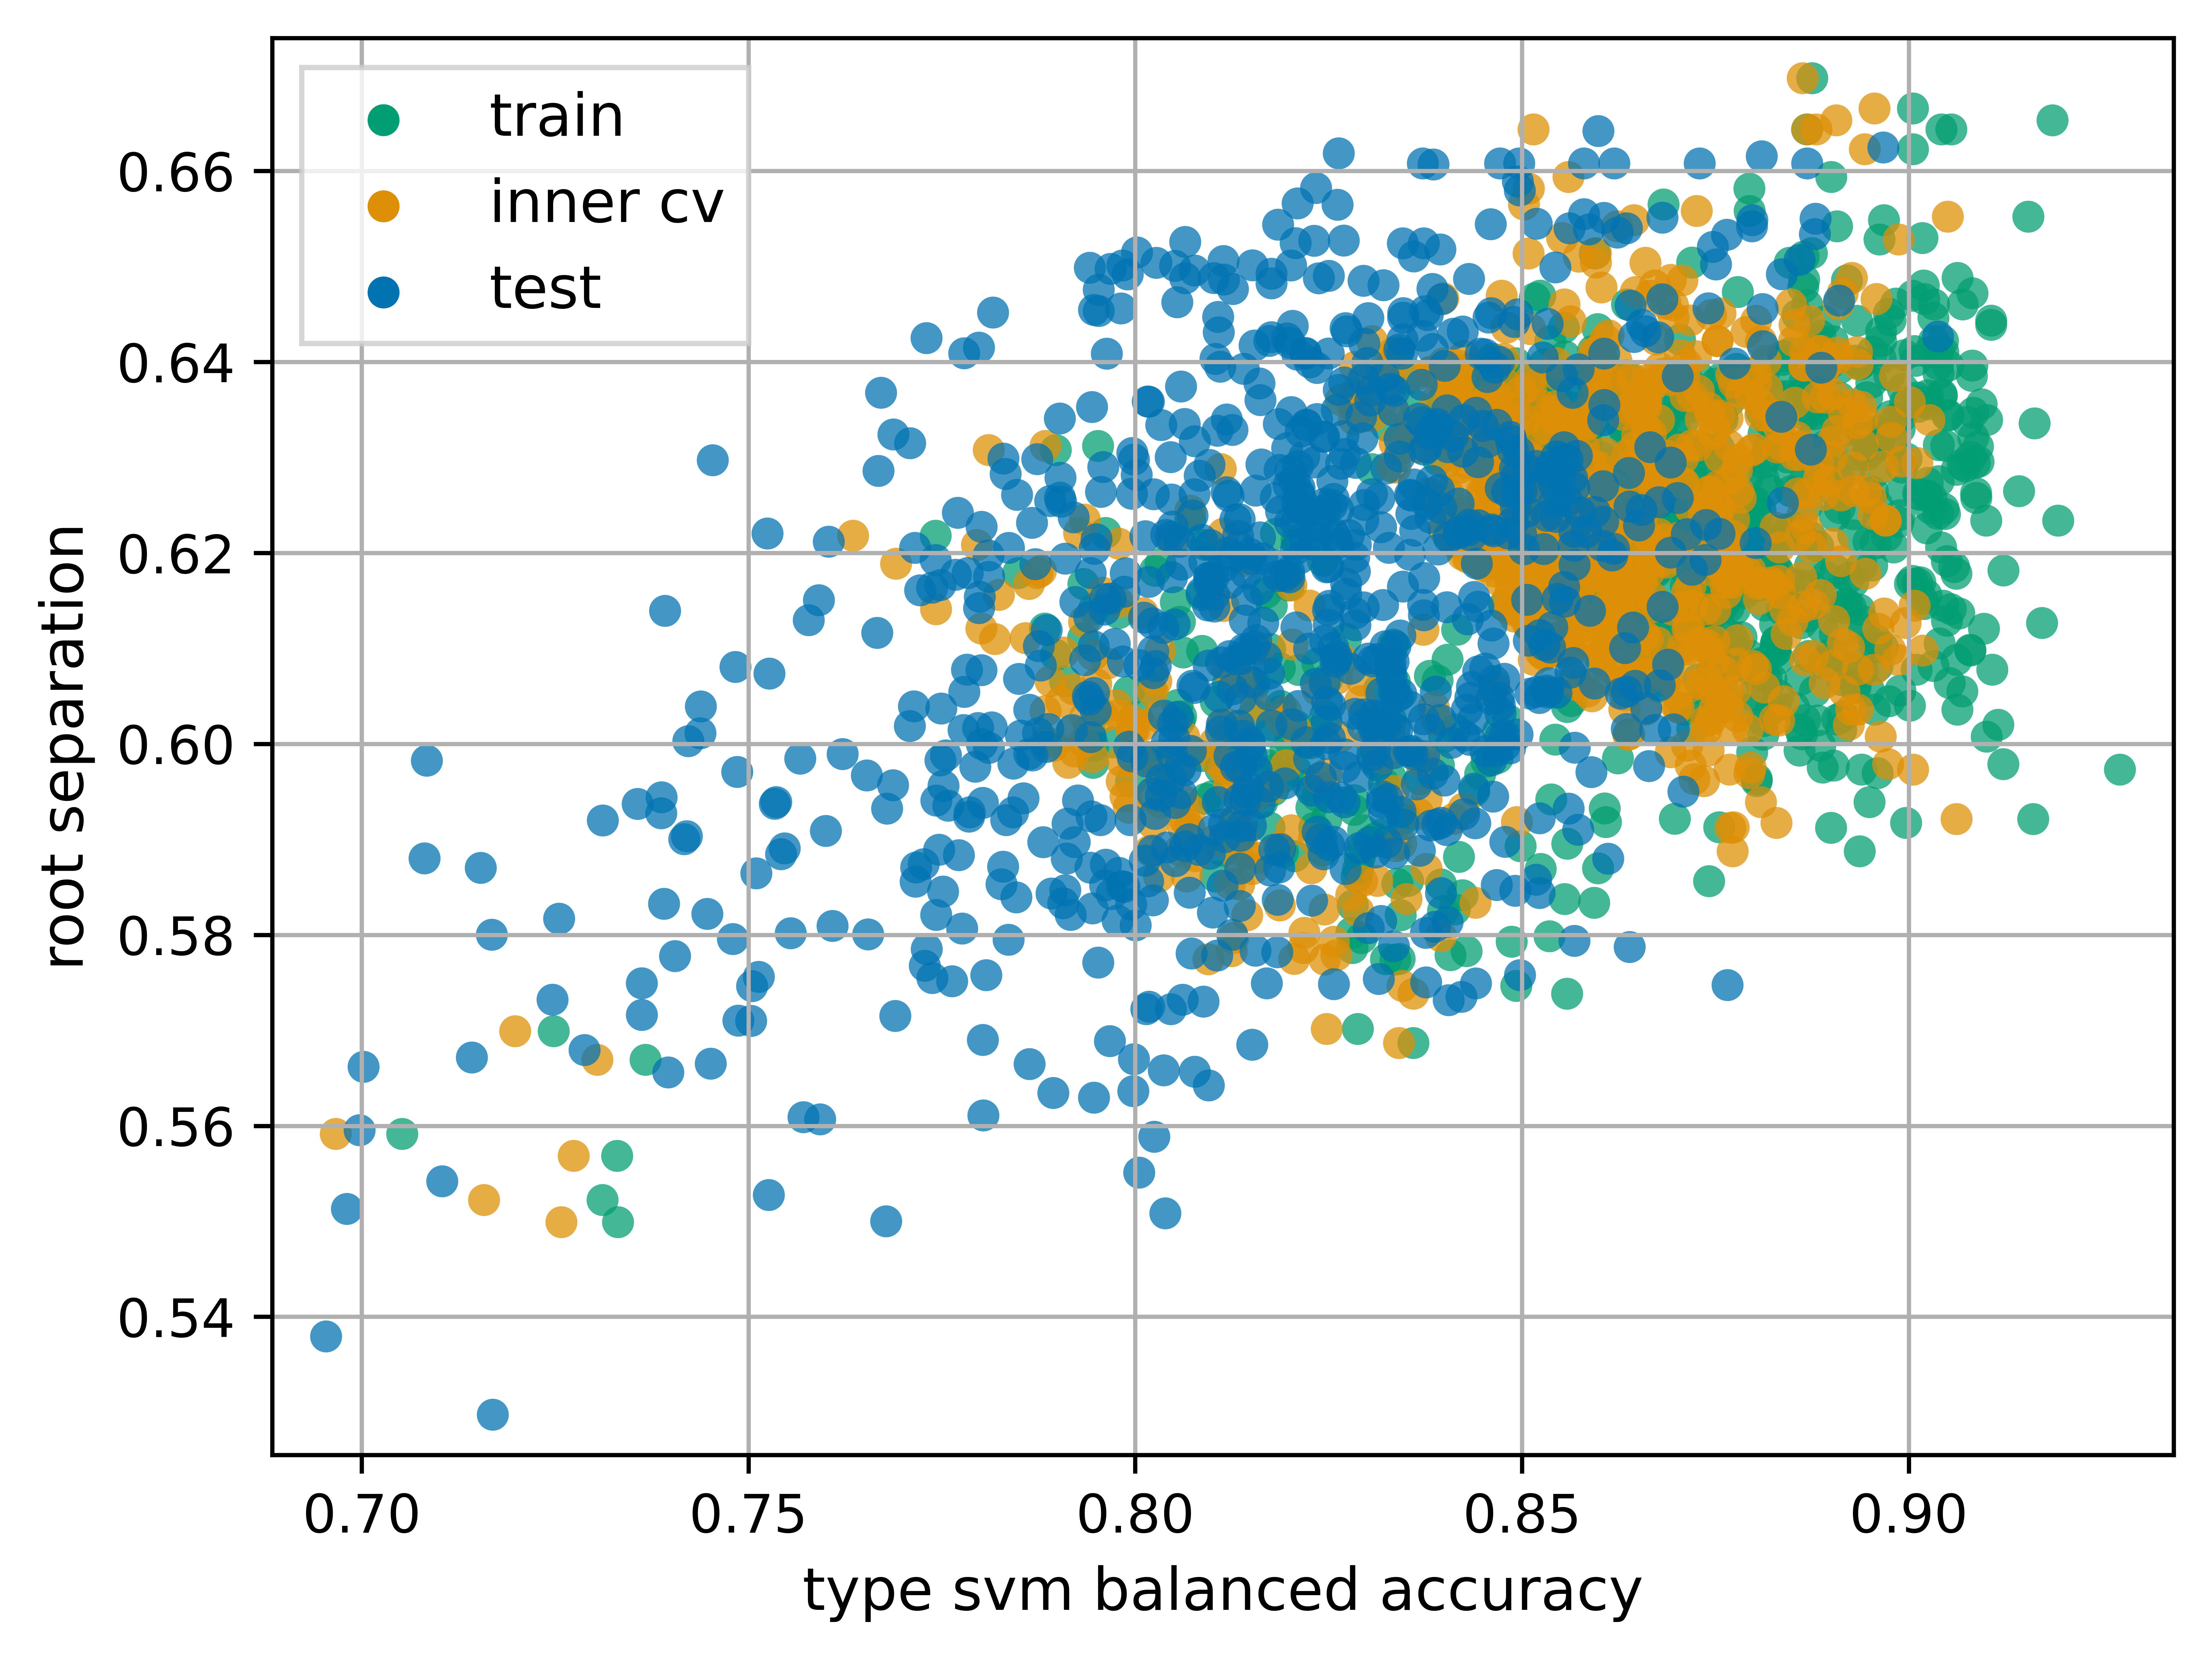 train
inner cv
test
root separation
0.66
0.64
0.62
0.60
0.58
0.56
0.54
0.70
0.75
0.80
0.85
0.90
type svm balanced accuracy